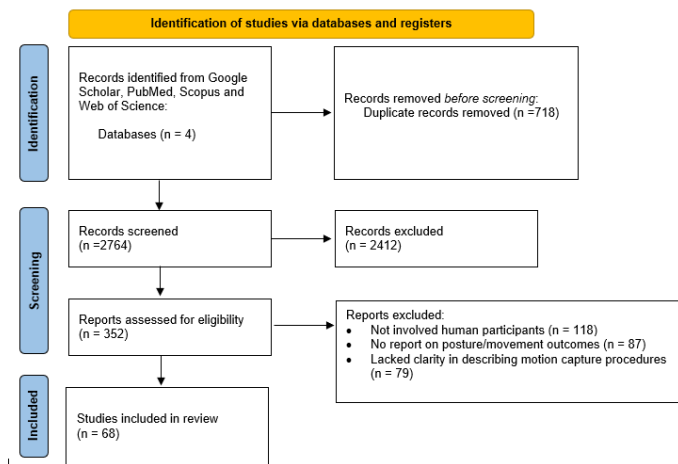 Identification of studies via databases and registers
Identification
Records identified from Google
Scholar, PubMed, Scopus and
Web of Science:
Databases (n = 4)
Records removed before screening:
Duplicate records removed (n =718)
Screening
Records screened
(n =2764)
Records excluded
(n = 2412)
Reports assessed for eligibility
(n = 352)
Reports excluded:
• Not involved human participants (n = 118)
• No report on posture/movement outcomes (n = 87)
• Lacked clarity in describing motion capture procedures
(n = 79)
Included
Studies included in review
(n = 68)